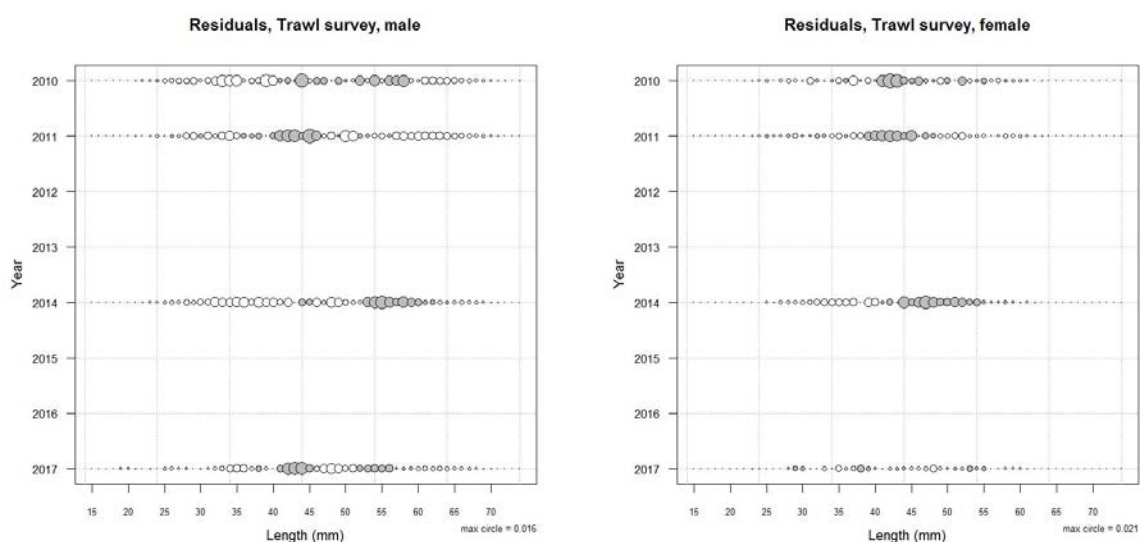 Residuals, Trawl survey, male
2010
2011
2012
2013
2014
2015
2016
2017
Year
15 20 25 30 35 40 45 50 55 60 65 70
Length (mm)
max circle = 0.016
Residuals, Trawl survey, female
2010
2011
2012
2013
2014
2015
2016
2017
Year
15 20 25 30 35 40 45 50 55 60 65 70
Length (mm)
max circle = 0.021